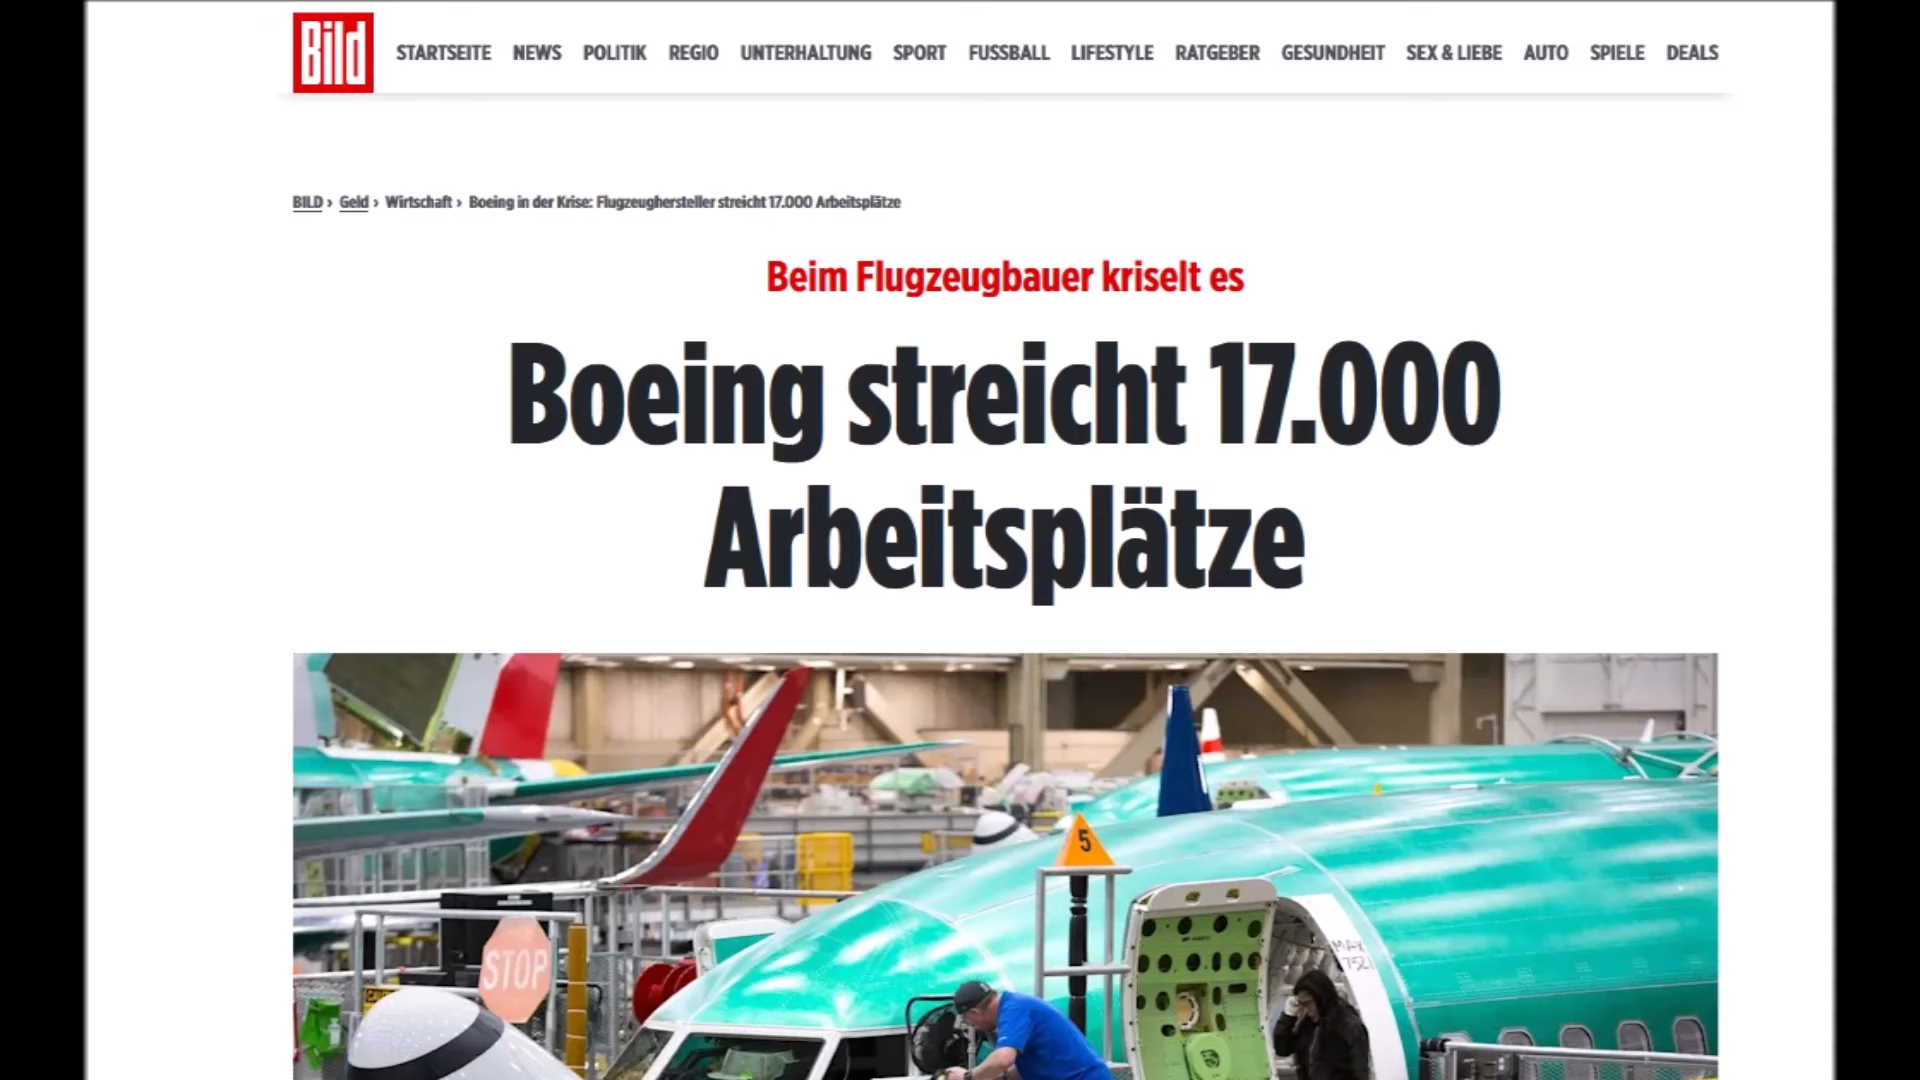 Bild STARTSEITE NEWS POLITIK REGIO UNTERHALTUNG SPORT FUSSBALL LIFESTYLE RATGEBER GESUNDHEIT SEX & LIEBE AUTO SPIELE DEALS
BILD › Geld › Wirtschaft › Boeing in der Krise: Flugzeughersteller streicht 17.000 Arbeitsplätze
Beim Flugzeugbauer kriselt es
Boeing streicht 17.000
Arbeitsplätze
5
MAX
7521
STOP